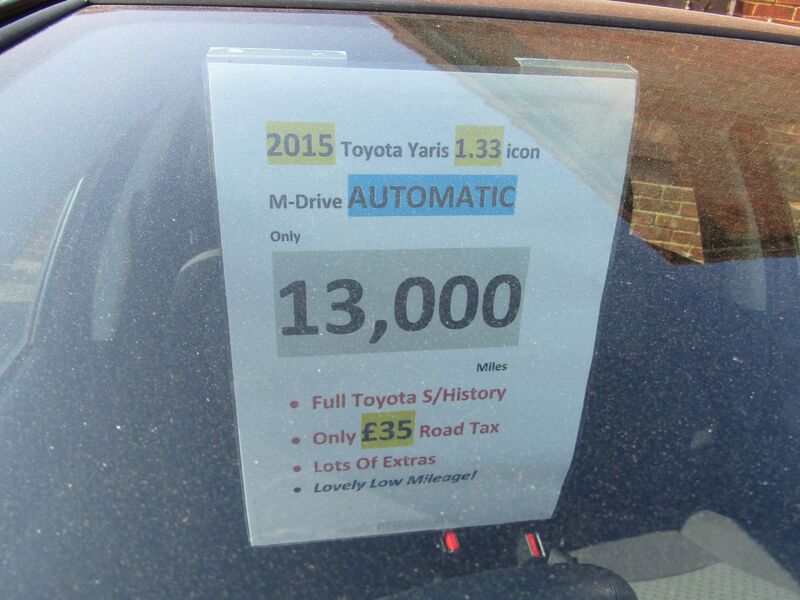 2015 Toyota Yaris 1.33 icon
M-Drive AUTOMATIC
Only
13,000
Miles
• Full Toyota S/History
• Only £35 Road Tax
• Lots Of Extras
• Lovely Low Mileage!